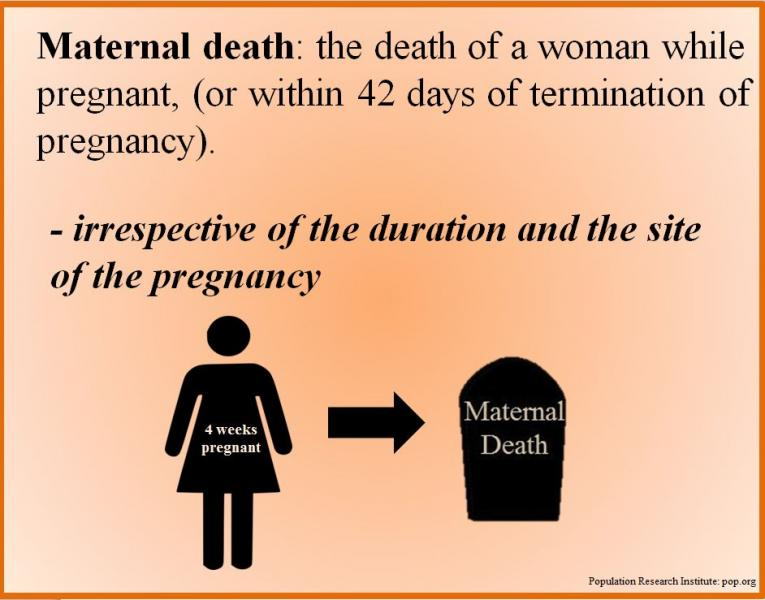 Maternal death: the death of a woman while
pregnant, (or within 42 days of termination of
pregnancy).
- irrespective of the duration and the site
of the pregnancy
4 weeks
pregnant
Maternal
Death
Population Research Institute: pop.org